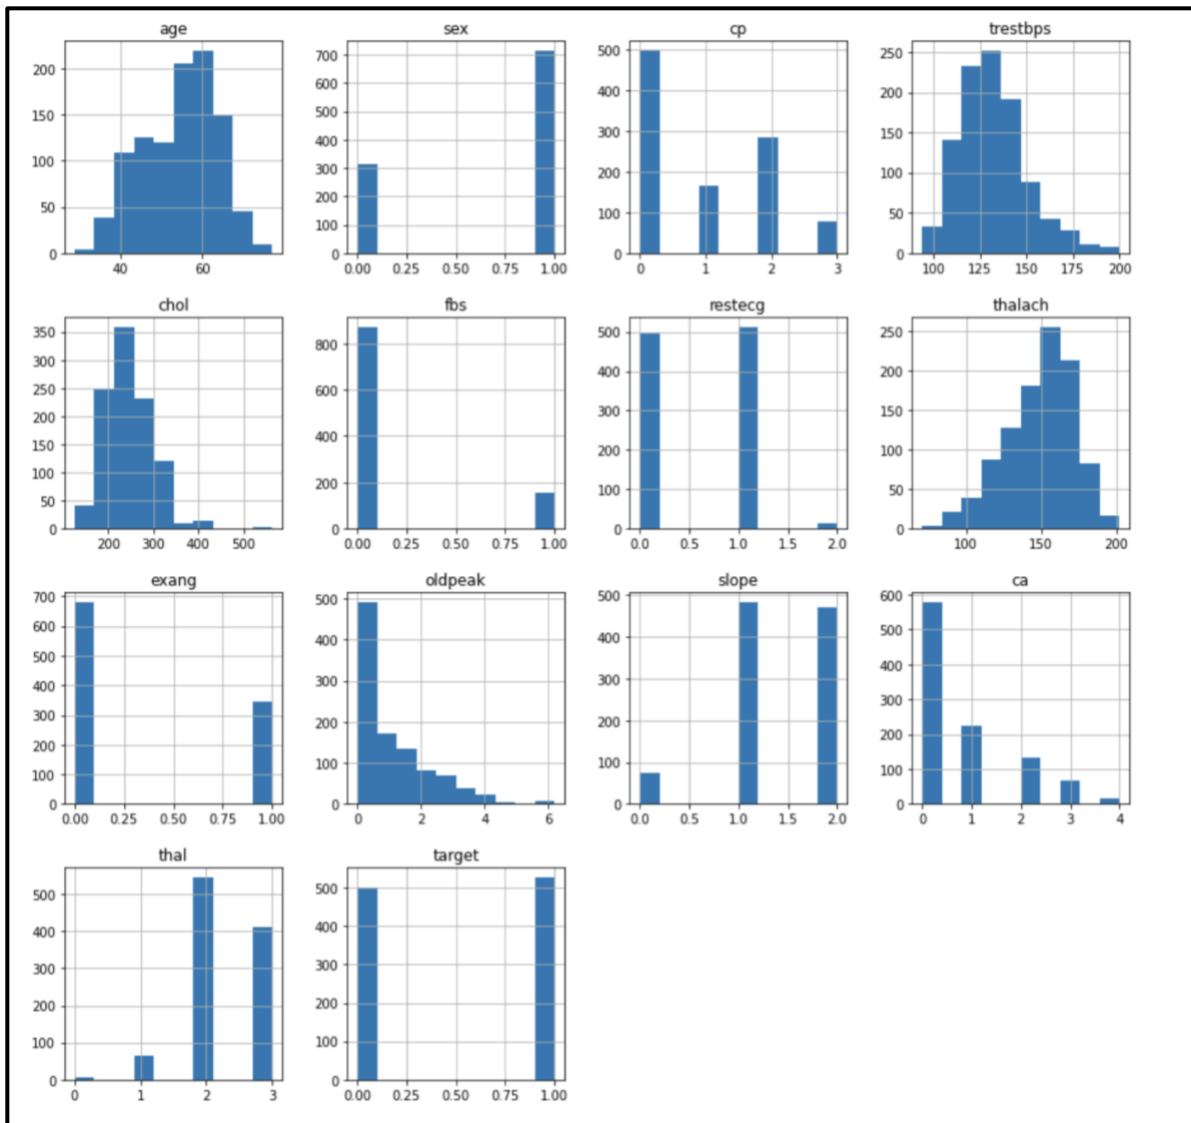 age sex cp trestbps
200 150 100 50 0
40 60
700 600 500 400 300 200 100 0
0.00 0.25 0.50 0.75 1.00
500 400 300 200 100 0
0 1 2 3
250 200 150 100 50 0
100 125 150 175 200
chol fbs restecg thalach
350 300 250 200 150 100 50 0
200 300 400 500
800 600 400 200 0
0.00 0.25 0.50 0.75 1.00
500 400 300 200 100 0
0.0 0.5 1.0 1.5 2.0
250 200 150 100 50 0
100 150 200
exang oldpeak slope ca
700 600 500 400 300 200 100 0
0.00 0.25 0.50 0.75 1.00
500 400 300 200 100 0
0 2 4 6
500 400 300 200 100 0
0.0 0.5 1.0 1.5 2.0
600 500 400 300 200 100 0
0 1 2 3 4
thal target
500 400 300 200 100 0
0 1 2 3
500 400 300 200 100 0
0.00 0.25 0.50 0.75 1.00